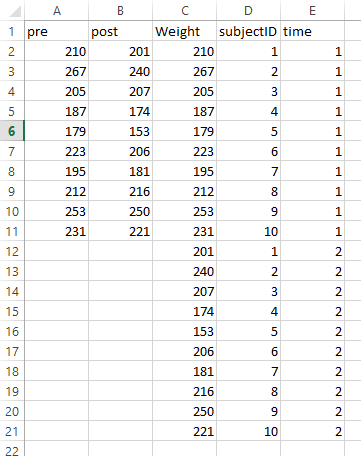 A B C D E
1 pre post Weight subjectID time
2 210 201 210 1 1
3 267 240 267 2 1
4 205 207 205 3 1
5 187 174 187 4 1
6 179 153 179 5 1
7 223 206 223 6 1
8 195 181 195 7 1
9 212 216 212 8 1
10 253 250 253 9 1
11 231 221 231 10 1
12 201 1 2
13 240 2 2
14 207 3 2
15 174 4 2
16 153 5 2
17 206 6 2
18 181 7 2
19 216 8 2
20 250 9 2
21 221 10 2
22